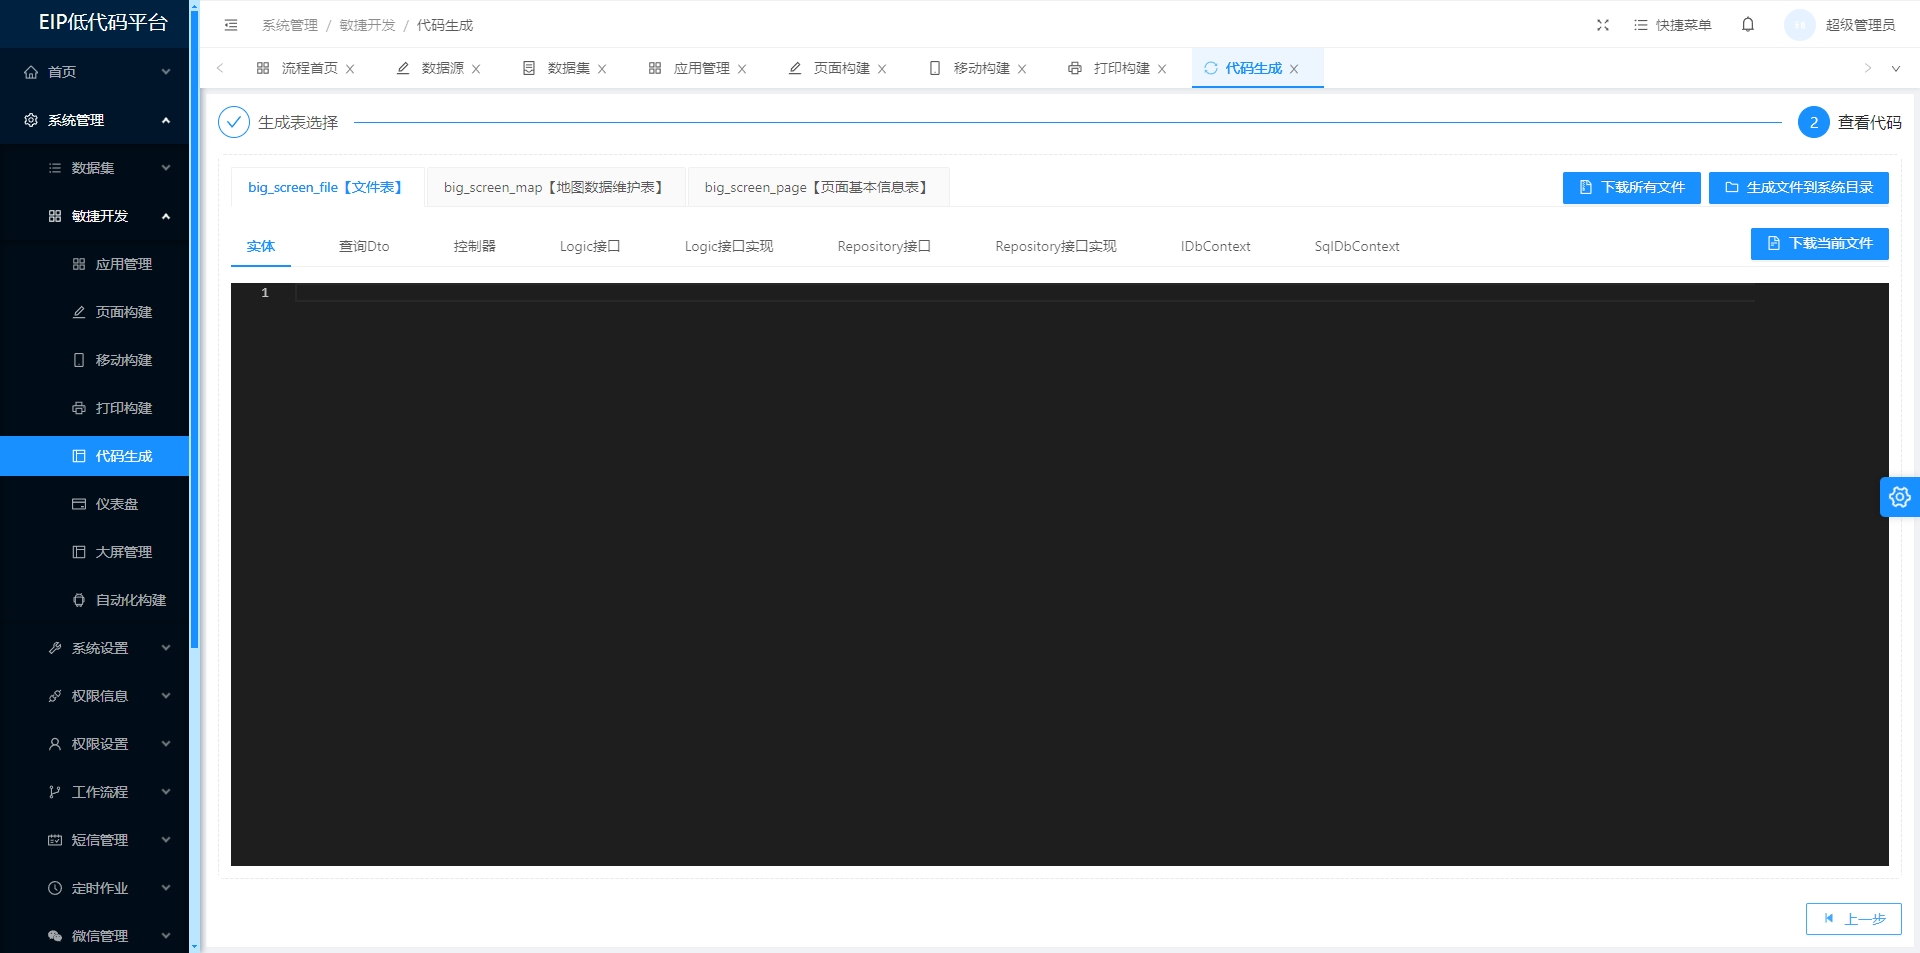 EIP低代码平台
首页
系统管理
数据集
敏捷开发
应用管理
页面构建
移动构建
打印构建
代码生成
仪表盘
大屏管理
自动化构建
系统设置
权限信息
权限设置
工作流程
短信管理
定时作业
微信管理
系统管理 / 敏捷开发 / 代码生成
快捷菜单
超级管理员
流程首页
数据源
数据集
应用管理
页面构建
移动构建
打印构建
代码生成
生成表选择
2 查看代码
big_screen_file【文件表】
big_screen_map【地图数据维护表】
big_screen_page【页面基本信息表】
下载所有文件
生成文件到系统目录
实体
查询Dto
控制器
Logic接口
Logic接口实现
Repository接口
Repository接口实现
IDbContext
SqlDbContext
下载当前文件
1
上一步